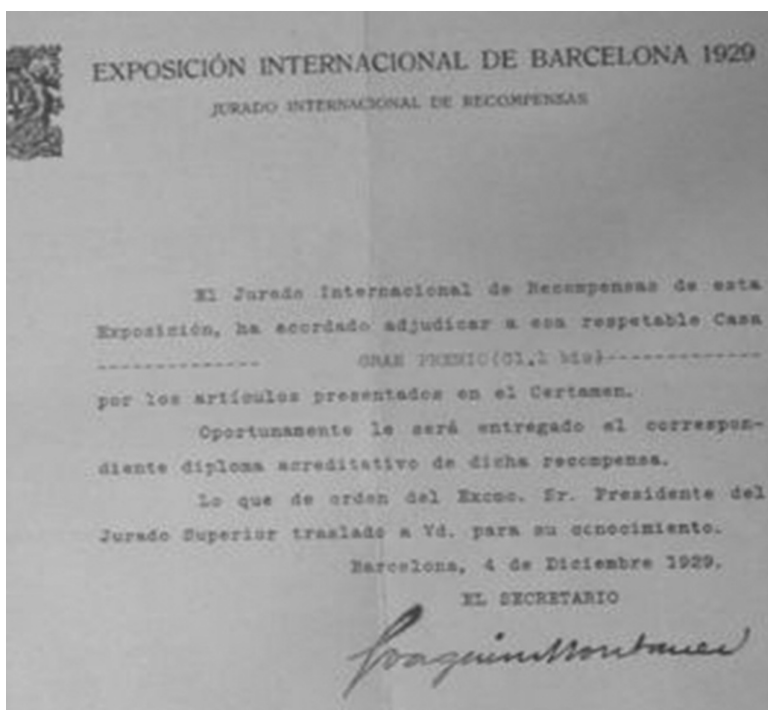 EXPOSICIÓN INTERNACIONAL DE BARCELONA 1929
JURADO INTERNACIONAL DE RECOMPENSAS
El Jurado Internacional de Recompensas de esta
Exposición, ha acordado adjudicar a esa respetable Casa
-------------- GRAN PREMIO --------------
por los artículos presentados en el Certamen.
Oportunamente le será entregado el correspon-
diente diploma acreditativo de dicha recompensa.
Lo que de orden del Excmo. Sr. Presidente del
Jurado Superior traslado a Vd. para su conocimiento.
Barcelona, 4 de Diciembre 1929.
EL SECRETARIO
Joaquin Montaner